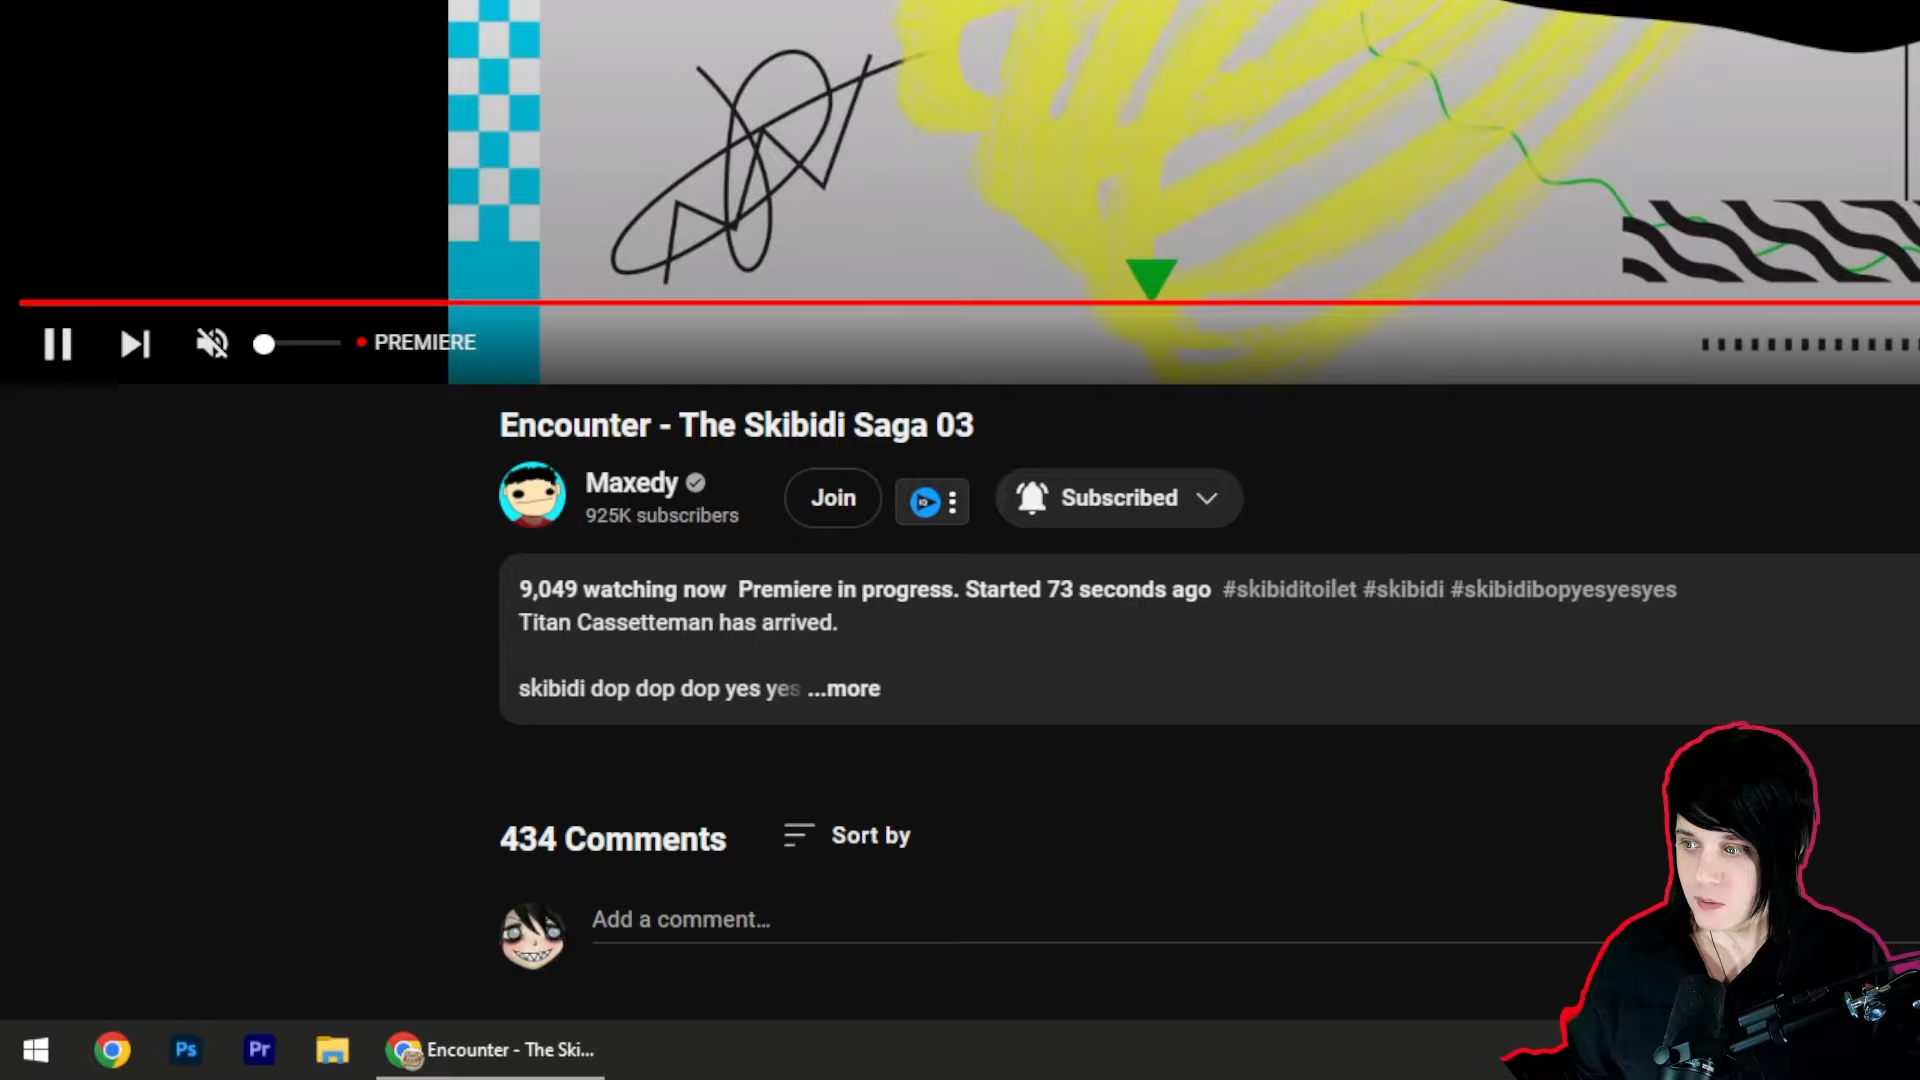 PREMIERE
Encounter - The Skibidi Saga 03
Maxedy
925K subscribers
Join
Subscribed
9,049 watching now Premiere in progress. Started 73 seconds ago #skibiditoilet #skibidi #skibidibopyesyesyes
Titan Cassetteman has arrived.
skibidi dop dop dop yes yes ...more
434 Comments
Sort by
Add a comment...
Ps
Pr
Encounter - The Ski...